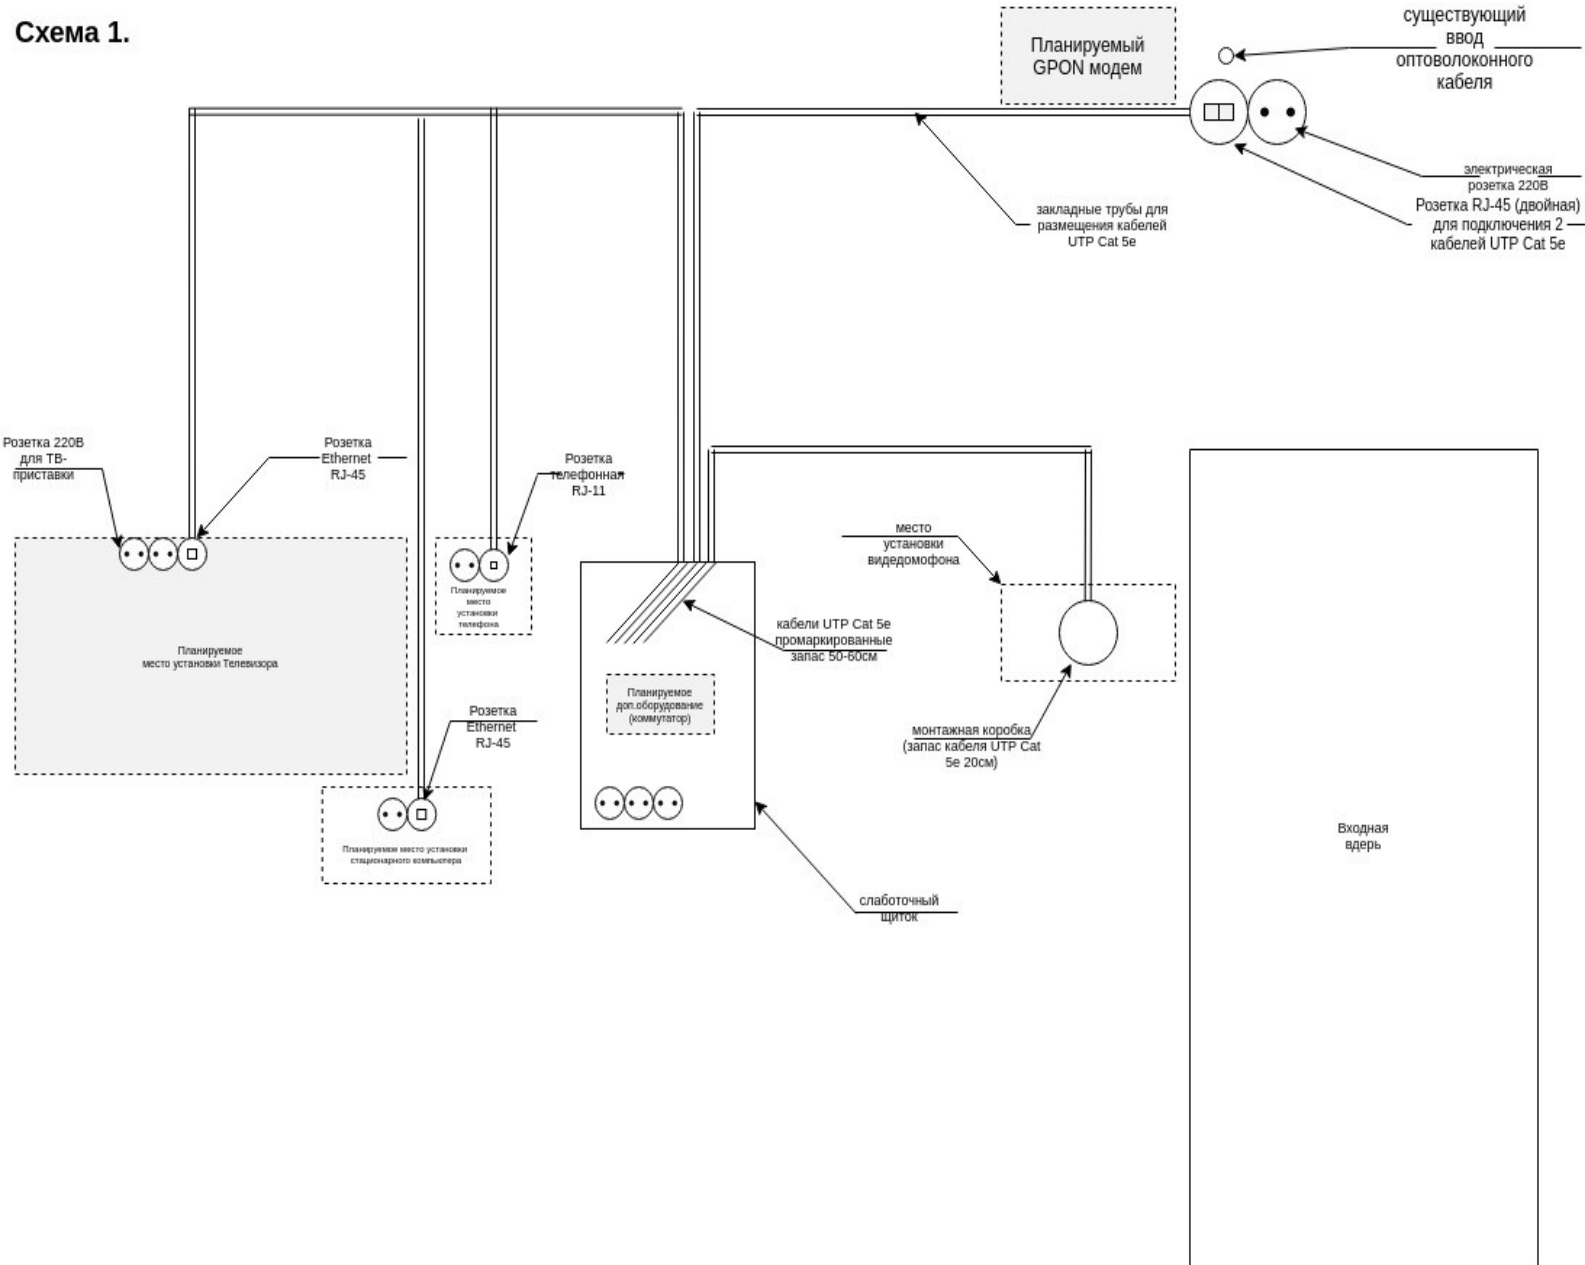 Схема 1.
Планируемый
GPON модем
существующий
ввод
оптоволоконного
кабеля
электрическая
розетка 220В
Розетка RJ-45 (двойная)
для подключения 2
кабелей UTP Cat 5e
закладные трубы для
размещения кабелей
UTP Cat 5e
Розетка 220В
для ТВ-
приставки
Розетка
Ethernet
RJ-45
Розетка
телефонная
RJ-11
место
установки
видедомофона
Планируемое
место
установки
телефона
Планируемое
место установки Телевизора
кабели UTP Cat 5e
промаркированные
запас 50-60см
Планируемое
доп.оборудование
(коммутатор)
Розетка
Ethernet
RJ-45
монтажная коробка
(запас кабеля UTP Cat
5e 20см)
Планируемое место установки
стационарного компьютера
Входная
вдерь
слаботочный
щиток